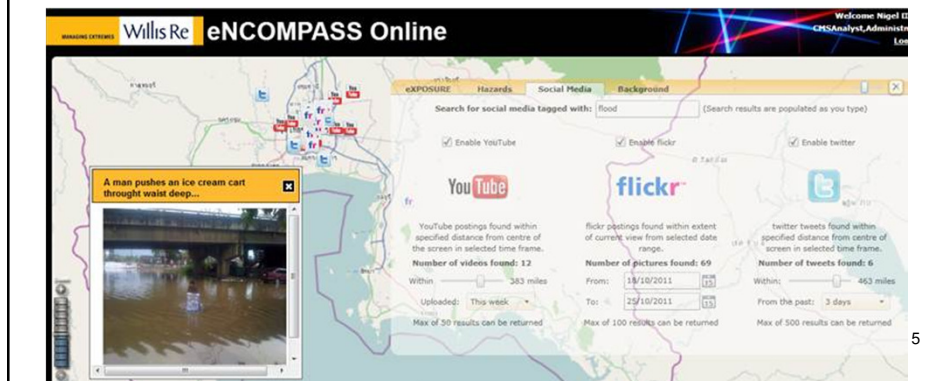 MANAGING EXTREMES Willis Re eNCOMPASS Online
Welcome Nigel
CMSAnalyst,Administr
Lo
eXPOSURE Hazards Social Media Background
Search for social media tagged with: flood (Search results are populated as you type)
Enable YouTube Enable flickr Enable twitter
A man pushes an ice cream cart
throught waist deep...
You Tube flickr t
YouTube postings found within
specified distance from centre of
the screen in selected time frame.
Number of videos found: 12
Within 383 miles
Uploaded: This week
Max of 50 results can be returned
flickr postings found within extent
of current view from selected date
range.
Number of pictures found: 69
From: 18/10/2011
To: 25/10/2011
Max of 100 results can be returned
twitter tweets found within
specified distance from centre of
screen in selected time frame.
Number of tweets found: 6
Within: 463 miles
From the past: 3 days
Max of 500 results can be returned
5